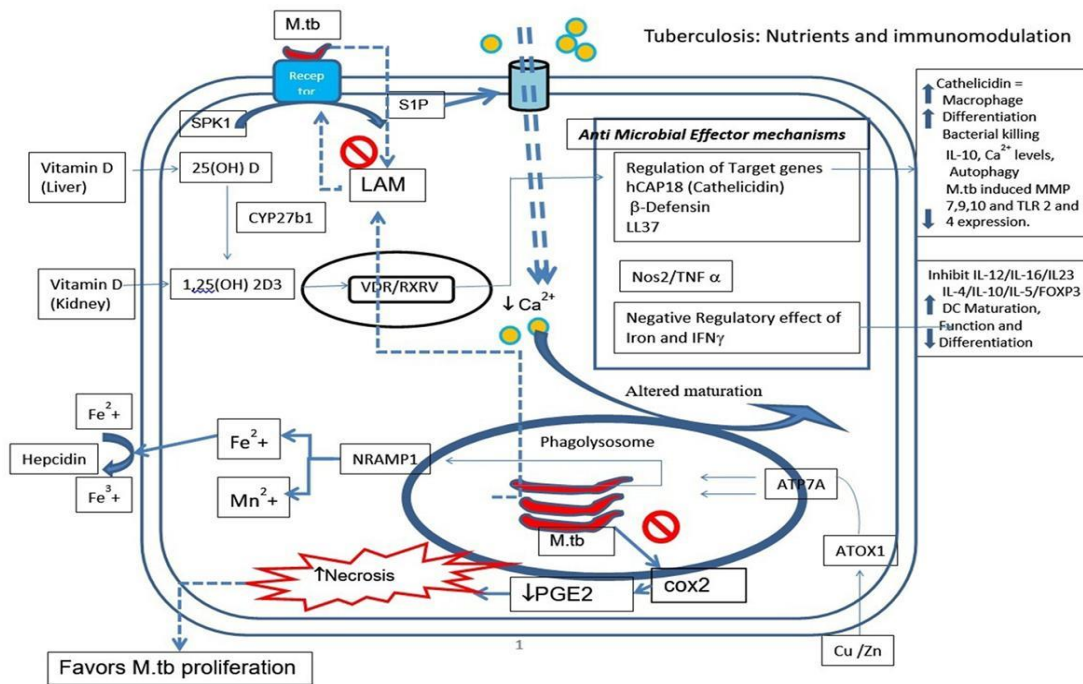 M.tb
Tuberculosis: Nutrients and immunomodulation
Recep
tor
SPK1
S1P
Vitamin D
(Liver)
25(OH) D
LAM
CYP27b1
Vitamin D
(Kidney)
1,25(OH) 2D3
VDR/RXRV
↓ Ca2+
Anti Microbial Effector mechanisms
Regulation of Target genes
hCAP18 (Cathelicidin)
β-Defensin
LL37
Nos2/TNF α
Negative Regulatory effect of
Iron and IFNγ
Cathelicidin =
Macrophage
Differentiation
Bacterial killing
IL-10, Ca2+ levels,
Autophagy
M.tb induced MMP
7,9,10 and TLR 2 and
4 expression.
Inhibit IL-12/IL-16/IL23
IL-4/IL-10/IL-5/FOXP3
DC Maturation,
Function and
Differentiation
Altered maturation
Phagolysosome
Fe2+
Hepcidin
Fe3+
Fe2+
Mn2+
NRAMP1
M.tb
ATP7A
ATOX1
Cu /Zn
cox2
↓PGE2
↑Necrosis
Favors M.tb proliferation
1